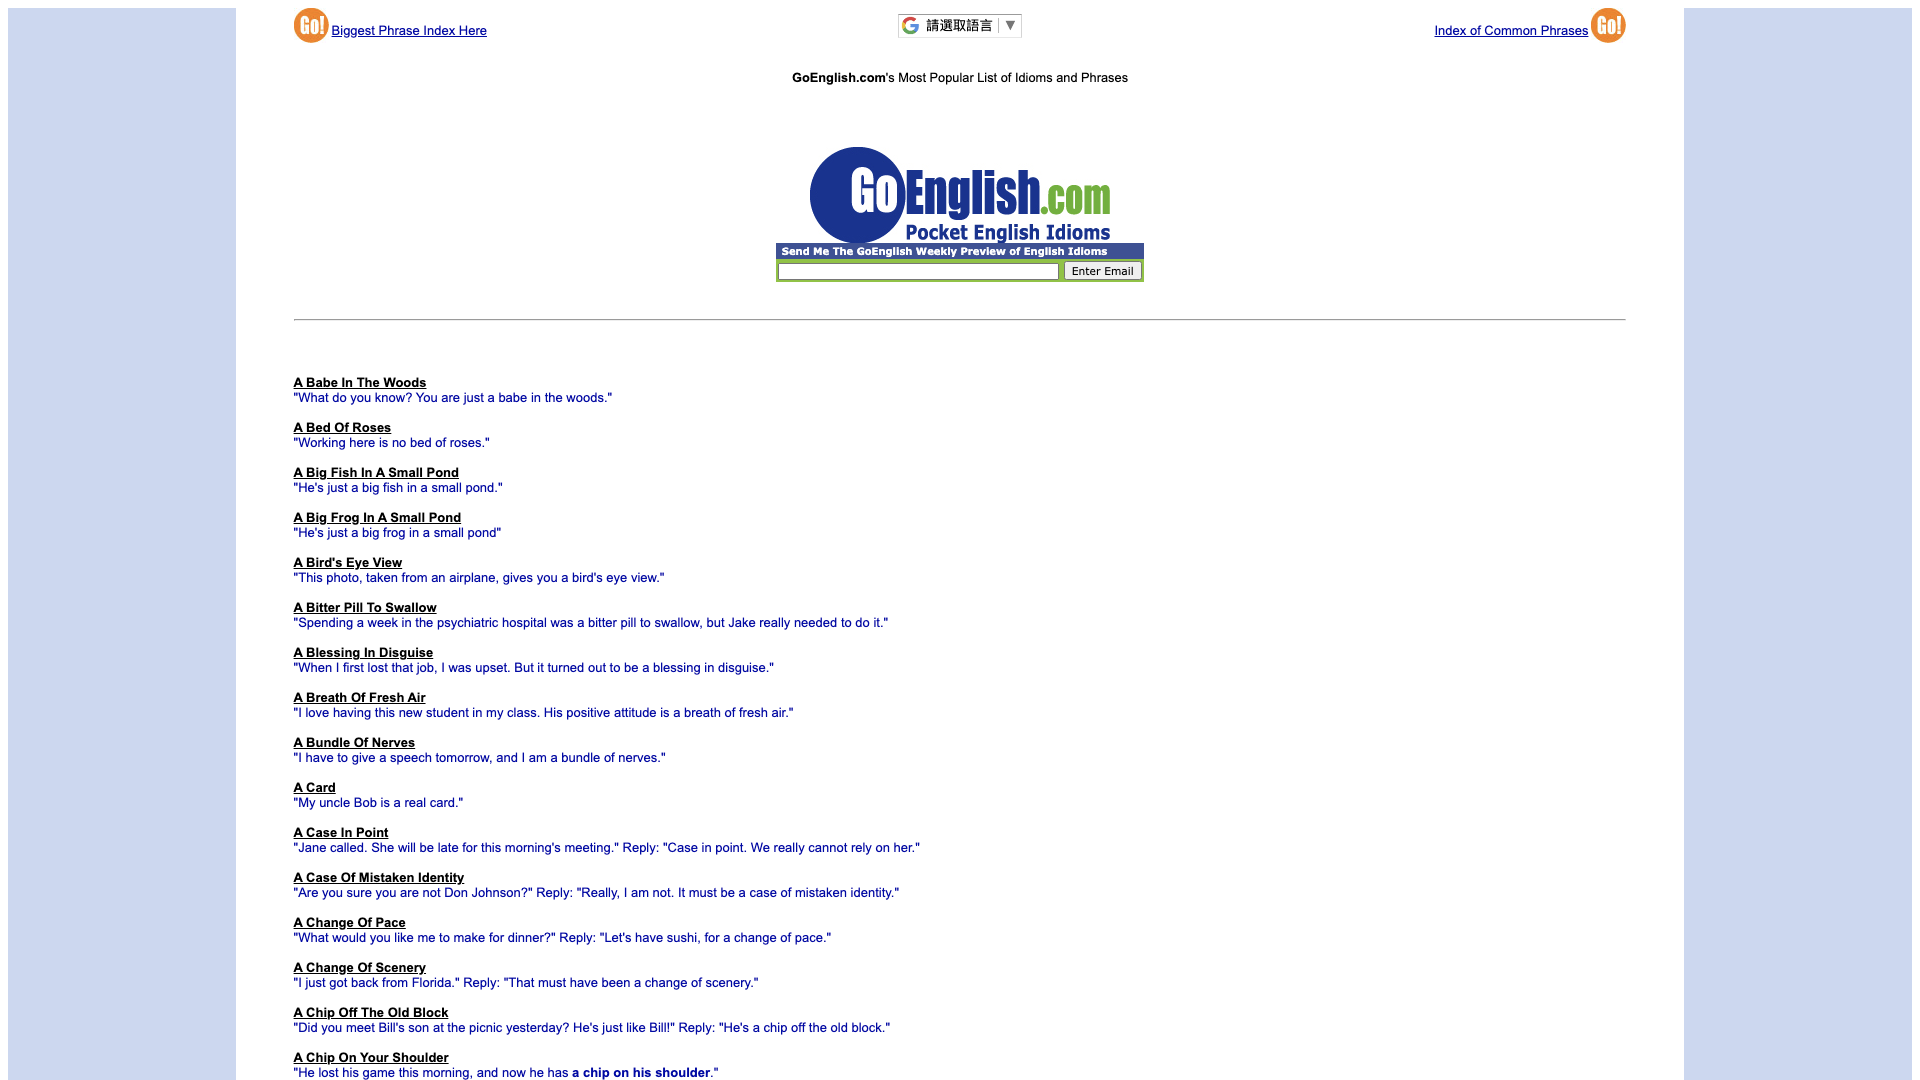 Go! Biggest Phrase Index Here
請選取語言 ▼
Index of Common Phrases Go!
GoEnglish.com's Most Popular List of Idioms and Phrases
GoEnglish.com
Pocket English Idioms
Send Me The GoEnglish Weekly Preview of English Idioms
Enter Email
A Babe In The Woods
"What do you know? You are just a babe in the woods."
A Bed Of Roses
"Working here is no bed of roses."
A Big Fish In A Small Pond
"He's just a big fish in a small pond."
A Big Frog In A Small Pond
"He's just a big frog in a small pond"
A Bird's Eye View
"This photo, taken from an airplane, gives you a bird's eye view."
A Bitter Pill To Swallow
"Spending a week in the psychiatric hospital was a bitter pill to swallow, but Jake really needed to do it."
A Blessing In Disguise
"When I first lost that job, I was upset. But it turned out to be a blessing in disguise."
A Breath Of Fresh Air
"I love having this new student in my class. His positive attitude is a breath of fresh air."
A Bundle Of Nerves
"I have to give a speech tomorrow, and I am a bundle of nerves."
A Card
"My uncle Bob is a real card."
A Case In Point
"Jane called. She will be late for this morning's meeting." Reply: "Case in point. We really cannot rely on her."
A Case Of Mistaken Identity
"Are you sure you are not Don Johnson?" Reply: "Really, I am not. It must be a case of mistaken identity."
A Change Of Pace
"What would you like me to make for dinner?" Reply: "Let's have sushi, for a change of pace."
A Change Of Scenery
"I just got back from Florida." Reply: "That must have been a change of scenery."
A Chip Off The Old Block
"Did you meet Bill's son at the picnic yesterday? He's just like Bill!" Reply: "He's a chip off the old block."
A Chip On Your Shoulder
"He lost his game this morning, and now he has a chip on his shoulder."